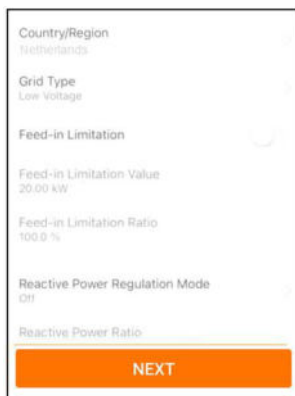 Country/Region
Netherlands
Grid Type
Low Voltage
Feed-in Limitation
Feed-in Limitation Value
20.00 kW
Feed-in Limitation Ratio
100.0 %
Reactive Power Regulation Mode
Off
Reactive Power Ratio
NEXT